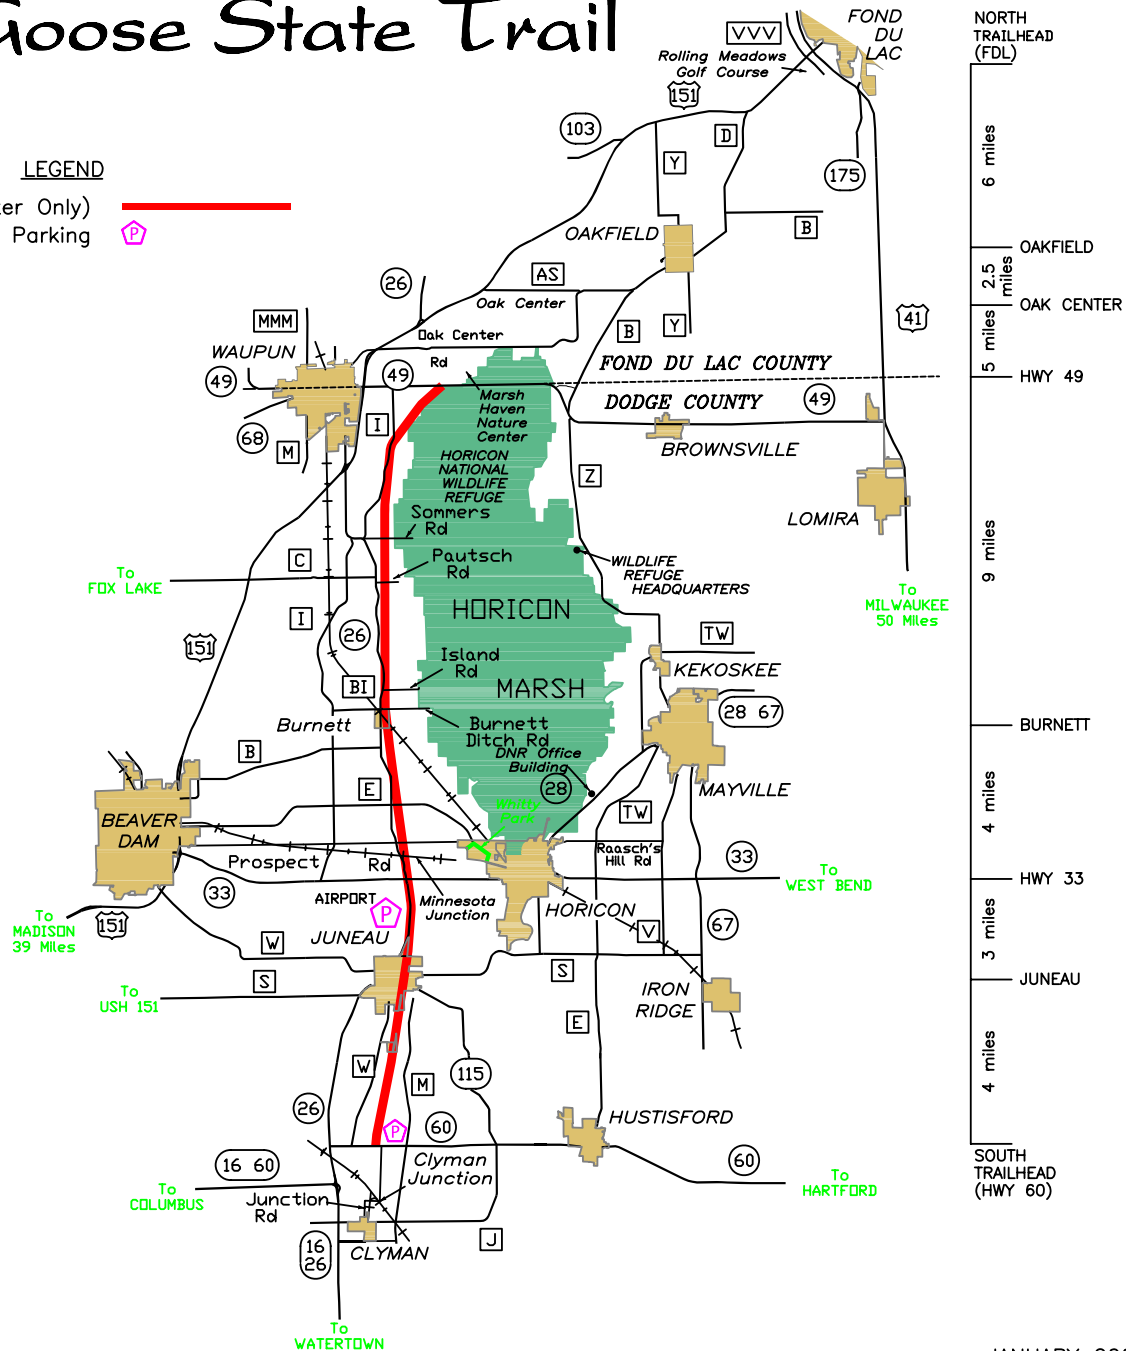 Goose State Trail
LEGEND
er Only)
Parking
P
VVV
FOND
DU
LAC
Rolling Meadows
Golf Course
151
103
D
Y
175
B
OAKFIELD
AS
26
Oak Center
MMM
Oak Center
Rd
B
Y
41
WAUPUN
49
49
FOND DU LAC COUNTY
DODGE COUNTY
49
Marsh
Haven
Nature
Center
68
M
I
BROWNSVILLE
HORICON
NATIONAL
WILDLIFE
REFUGE
Z
LOMIRA
Sommers
Rd
Pautsch
Rd
C
To
FOX LAKE
WILDLIFE
REFUGE
HEADQUARTERS
To
MILWAUKEE
50 Miles
HORICON
I
26
151
TW
Island
Rd
KEKOSKEE
BI
MARSH
28 67
Burnett
Burnett
Ditch Rd
B
DNR Office
Building
28
E
MAYVILLE
Whitty
Park
TW
BEAVER
DAM
Prospect
Rd
Raasch's
Hill Rd
33
To
WEST BEND
33
AIRPORT
P
Minnesota
Junction
HORICON
To
MADISON
39 Miles
151
W
JUNEAU
V
67
S
S
To
USH 151
IRON
RIDGE
E
W
M
115
26
P
60
HUSTISFORD
16 60
Clyman
Junction
60
To
COLUMBUS
Junction
Rd
To
HARTFORD
16
26
J
CLYMAN
To
WATERTOWN
NORTH
TRAILHEAD
(FDL)
6 miles
OAKFIELD
2.5
miles
OAK CENTER
5 miles
HWY 49
9 miles
BURNETT
4 miles
HWY 33
3 miles
JUNEAU
4 miles
SOUTH
TRAILHEAD
(HWY 60)